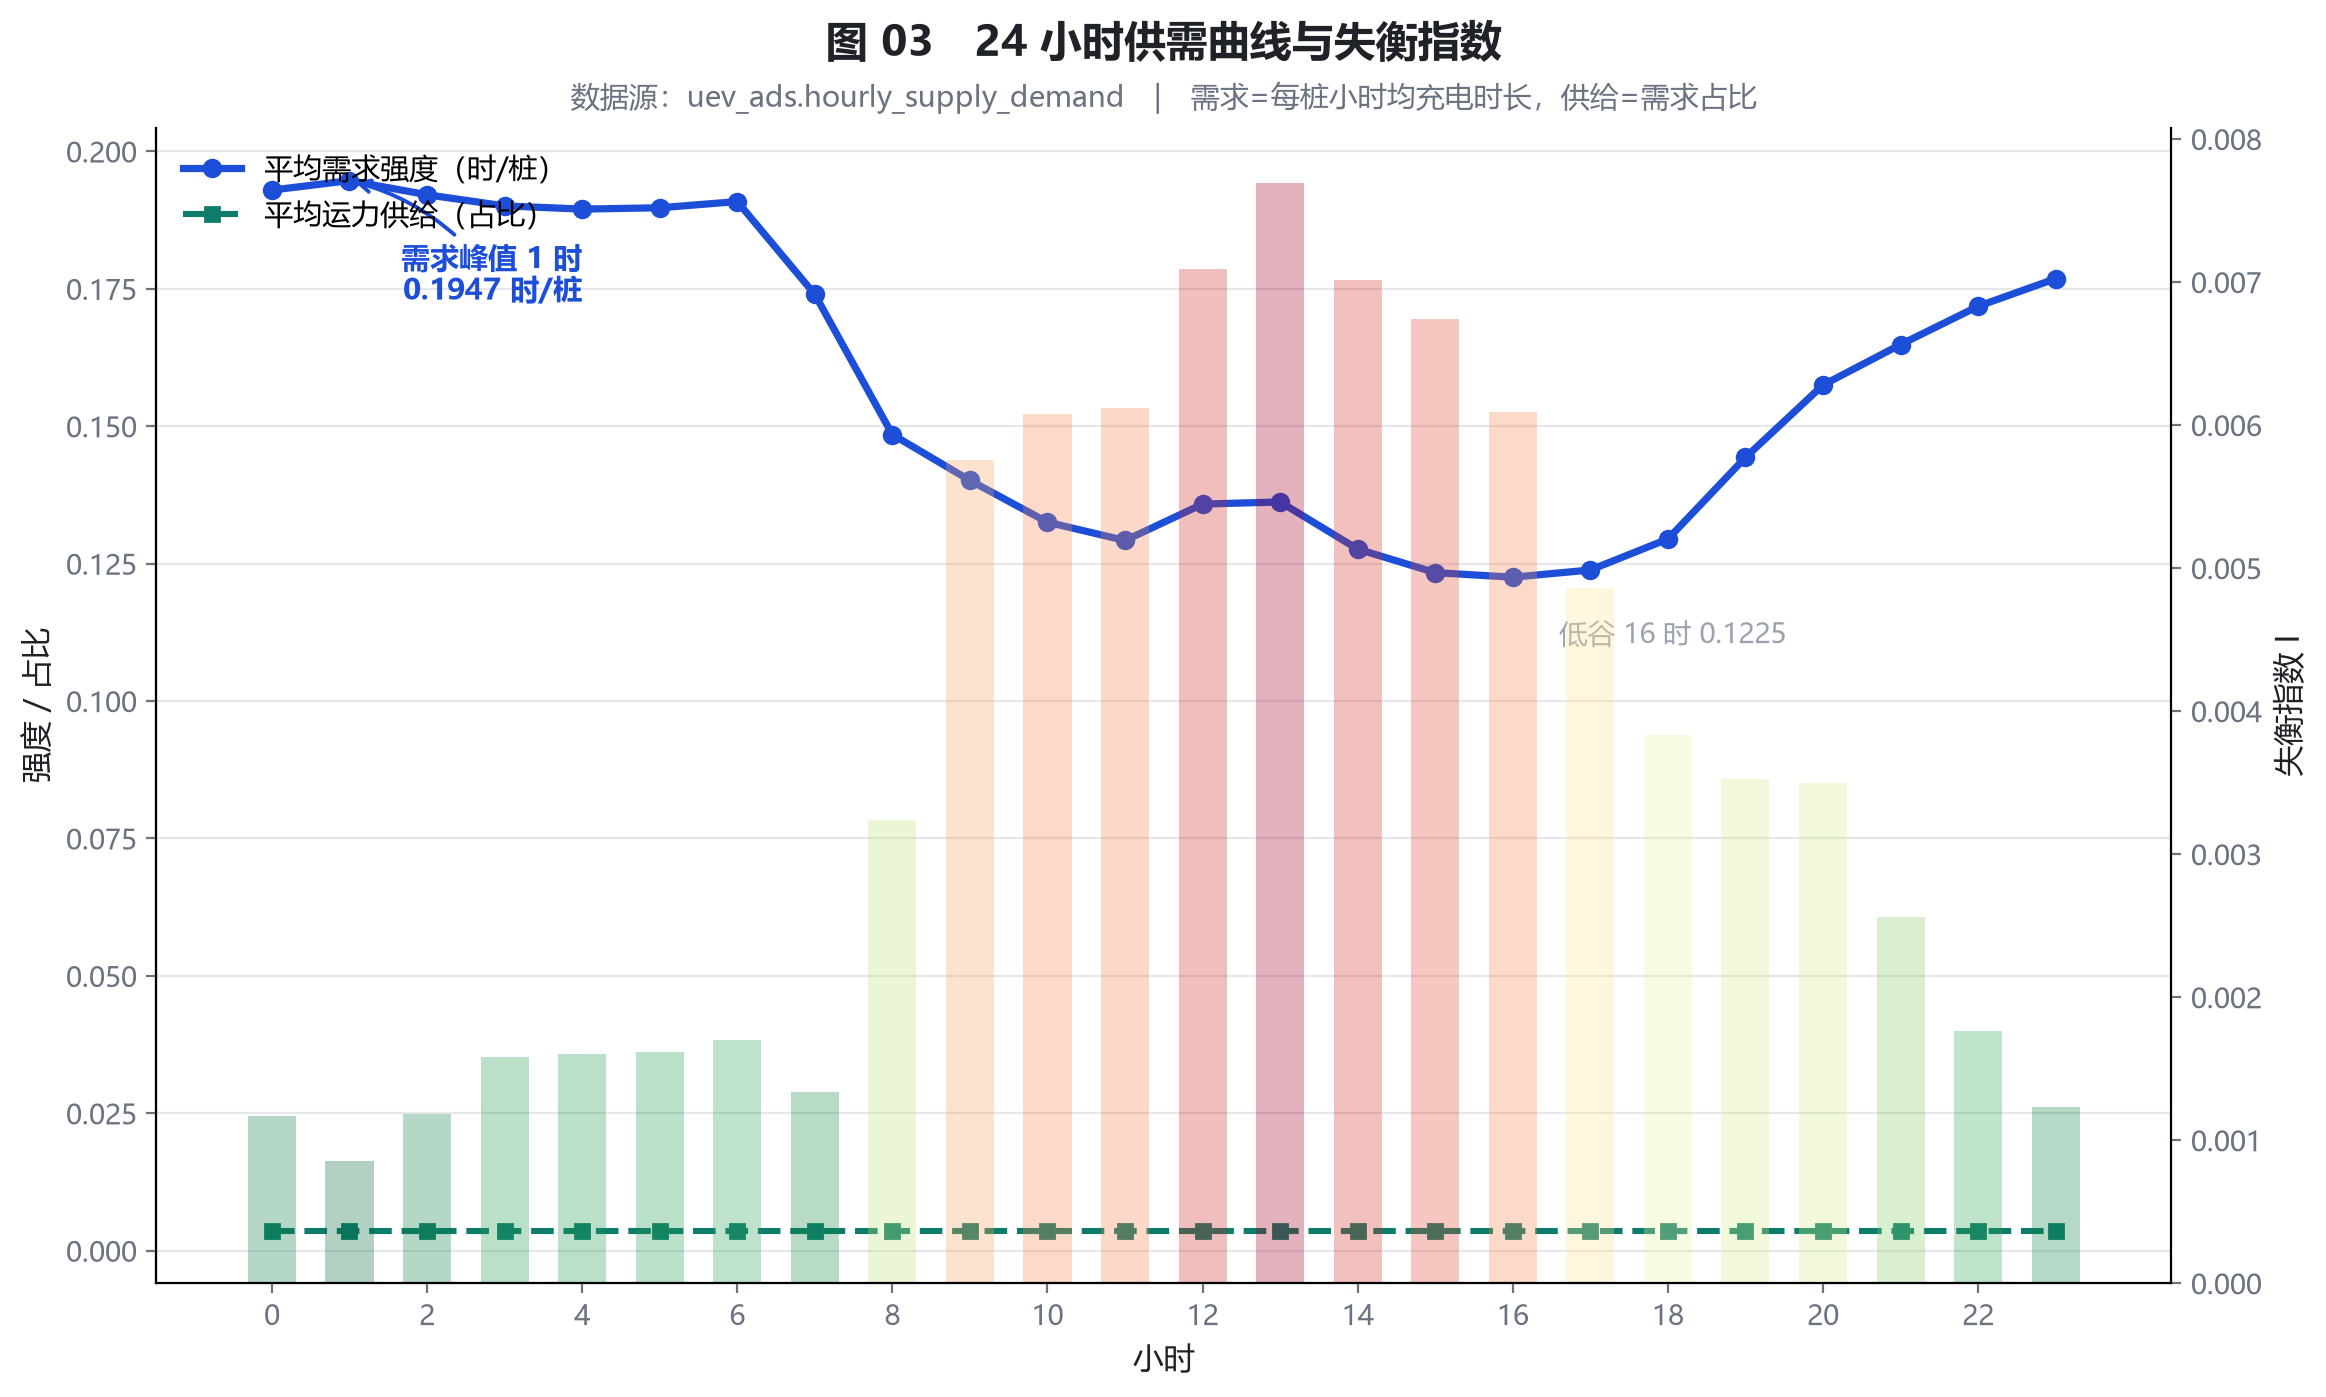 图 03 24 小时供需曲线与失衡指数
数据源：uev_ads.hourly_supply_demand | 需求=每桩小时均充电时长，供给=需求占比
平均需求强度（时/桩）
平均运力供给（占比）
需求峰值 1 时
0.1947 时/桩
低谷 16 时 0.1225
强度 / 占比
0.200
0.175
0.150
0.125
0.100
0.075
0.050
0.025
0.000
失衡指数 I
0.008
0.007
0.006
0.005
0.004
0.003
0.002
0.001
0.000
0 2 4 6 8 10 12 14 16 18 20 22
小时